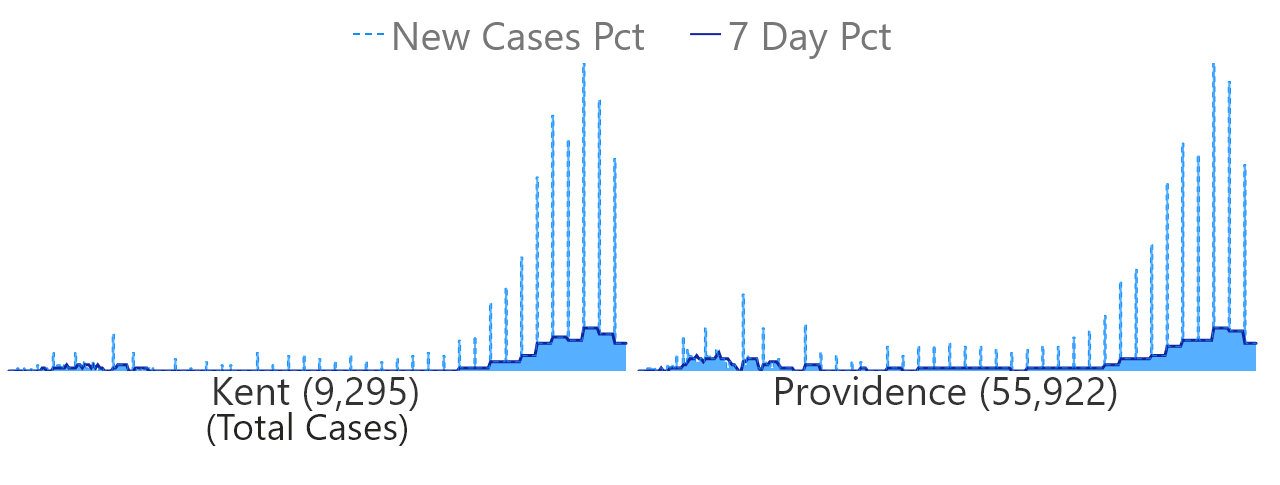 New Cases Pct 7 Day Pct
Kent (9,295) Providence (55,922)
(Total Cases)